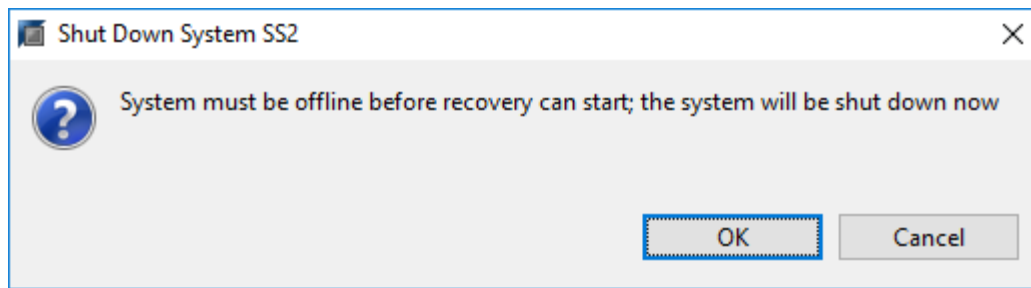 Shut Down System SS2
System must be offline before recovery can start; the system will be shut down now
OK
Cancel